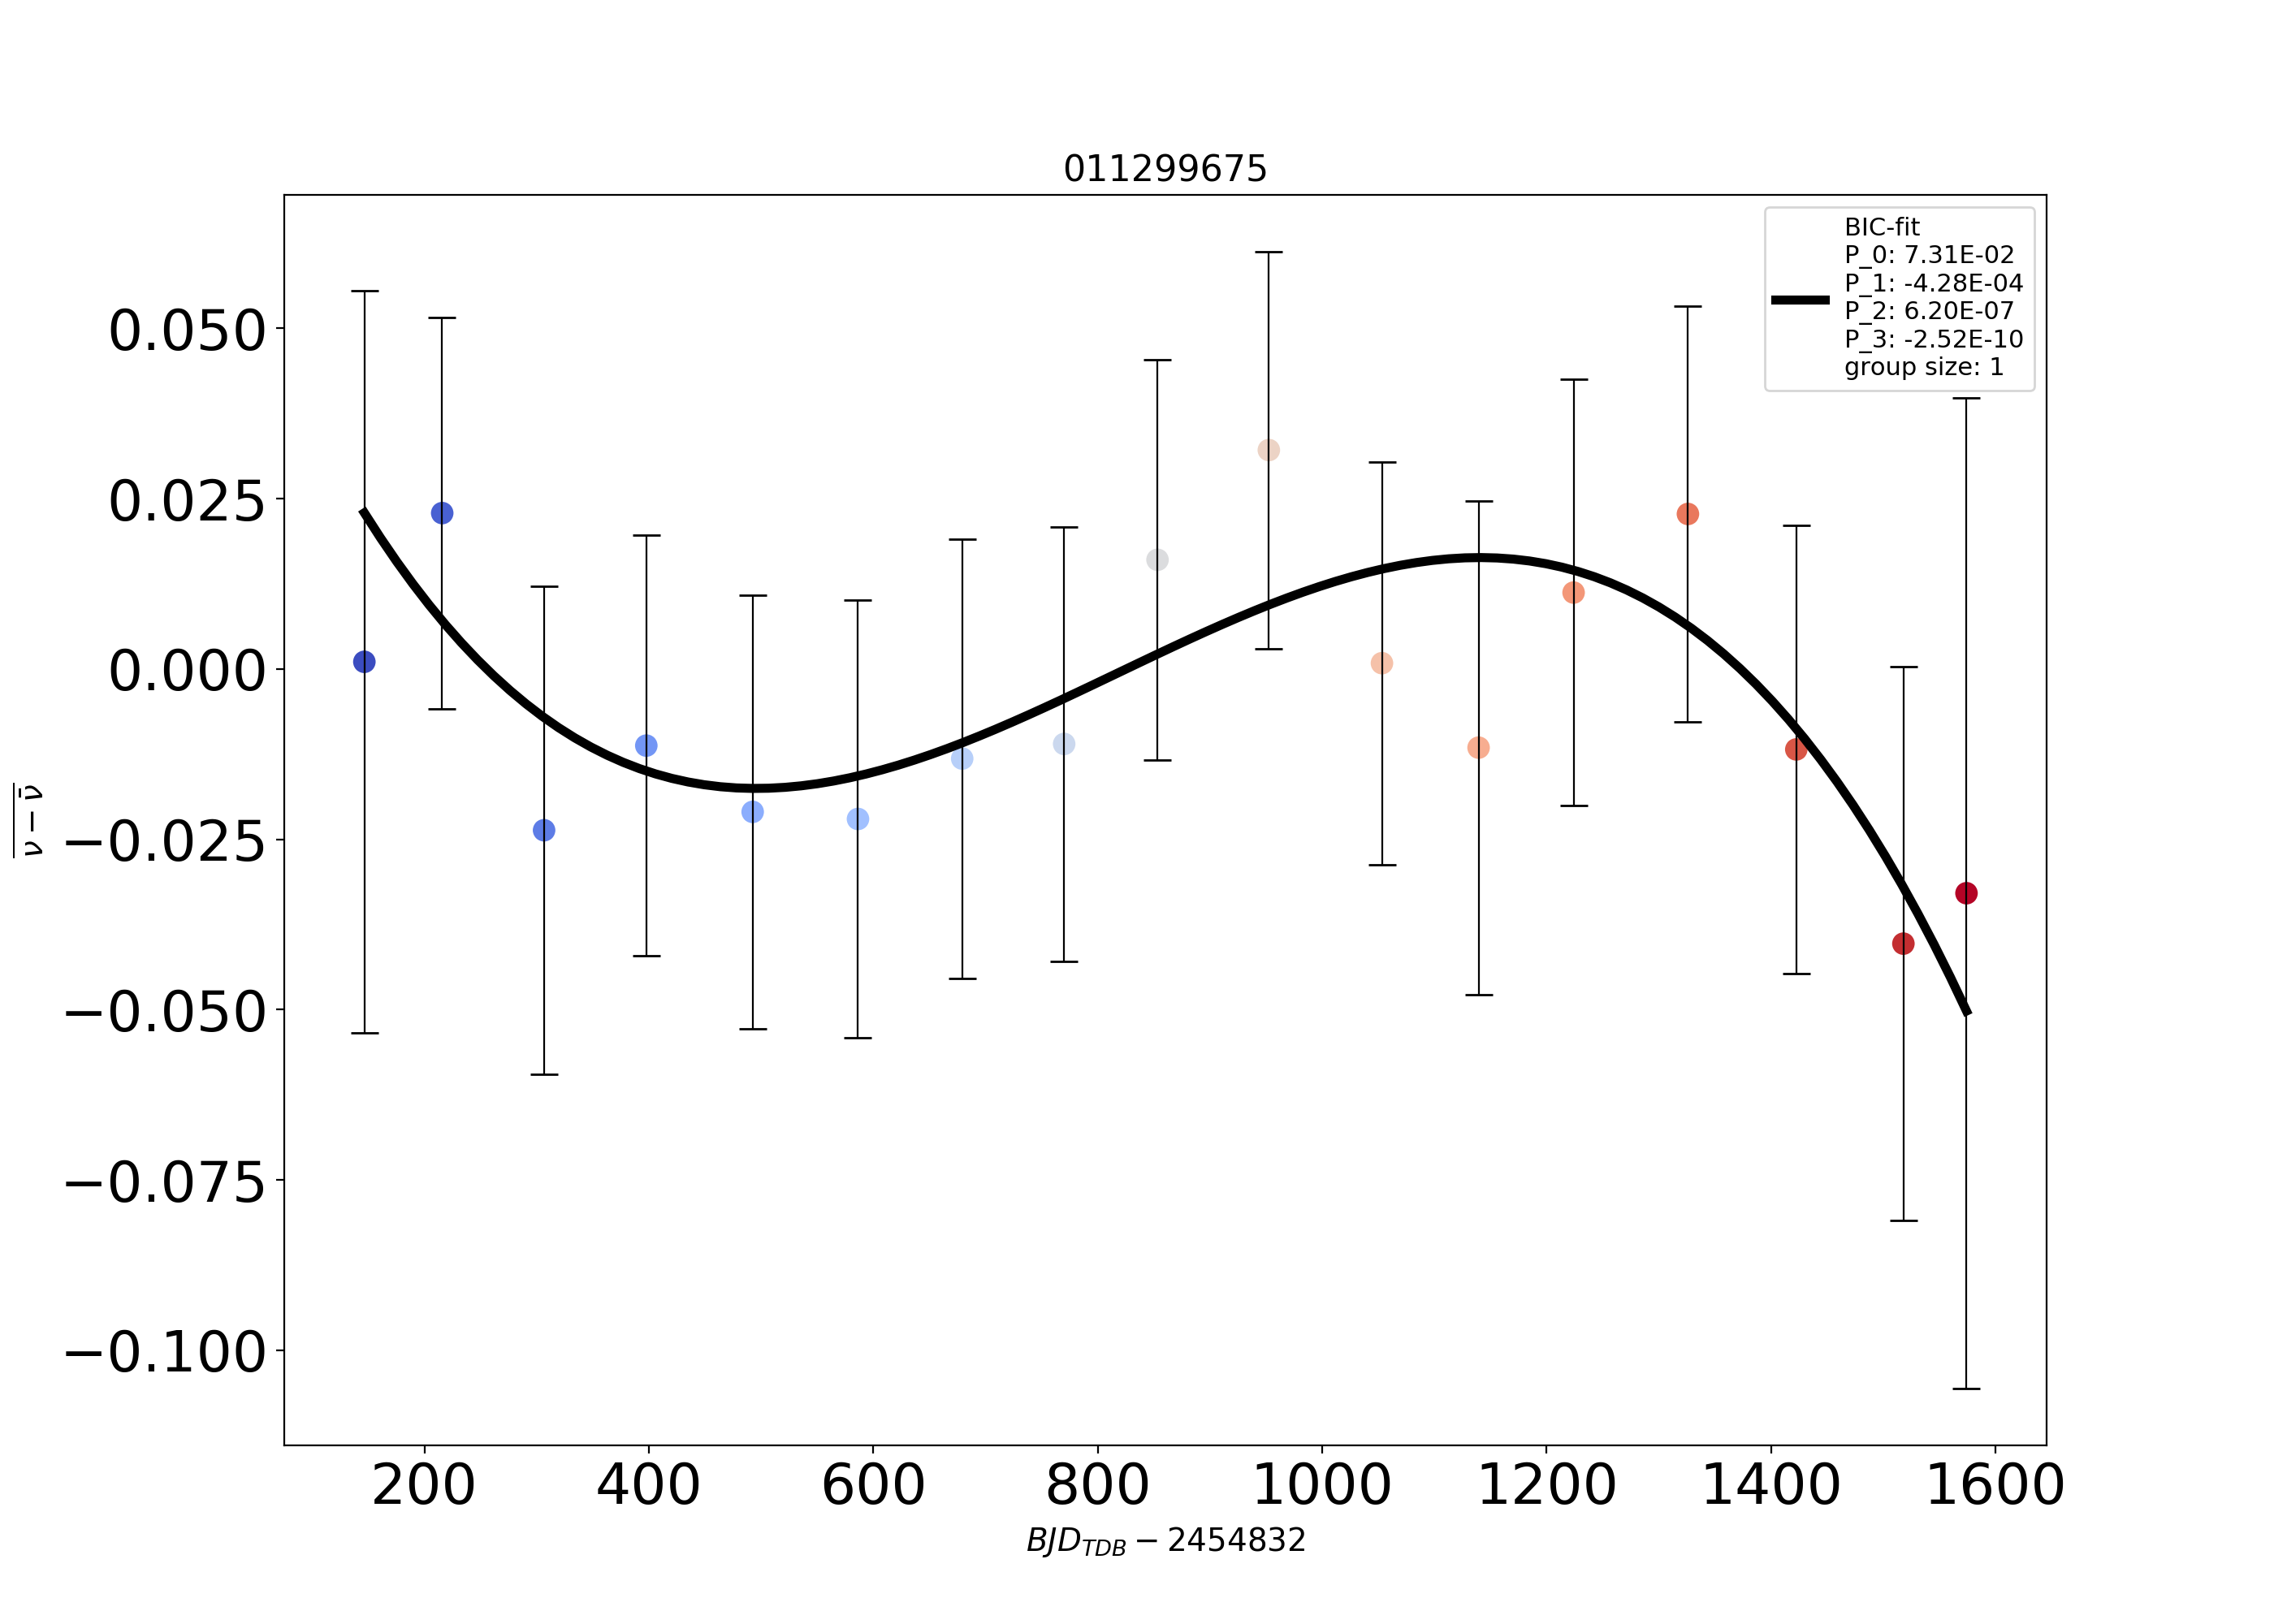 011299675
BIC-fit
P_0: 7.31E-02
P_1: -4.28E-04
P_2: 6.20E-07
P_3: -2.52E-10
group size: 1
0.050
0.025
0.000
−0.025
−0.050
−0.075
−0.100
ν − ν̄
200 400 600 800 1000 1200 1400 1600
BJD_TDB − 2454832